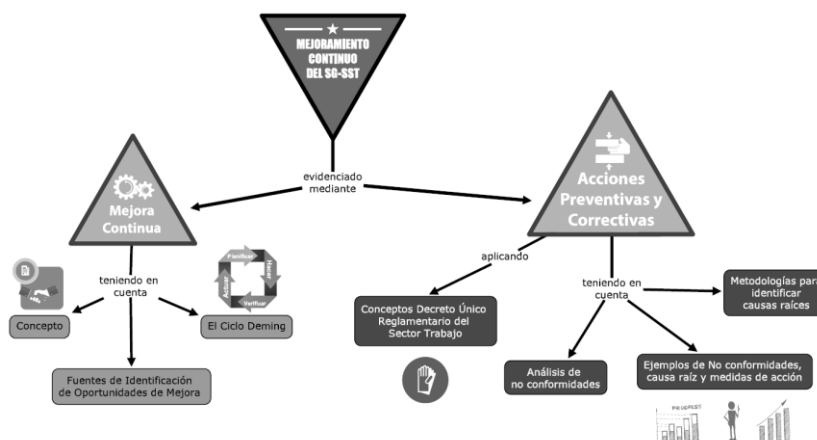 MEJORAMIENTO
CONTINUO
DEL SG-SST
evidenciado
mediante
Mejora
Continua
Acciones
Preventivas y
Correctivas
teniendo en
cuenta
Planificar
Hacer
Verificar
Actuar
Concepto
El Ciclo Deming
Fuentes de Identificación
de Oportunidades de Mejora
aplicando
Conceptos Decreto Único
Reglamentario del
Sector Trabajo
teniendo en
cuenta
Metodologías para
identificar
causas raíces
Análisis de
no conformidades
Ejemplos de No conformidades,
causa raíz y medidas de acción